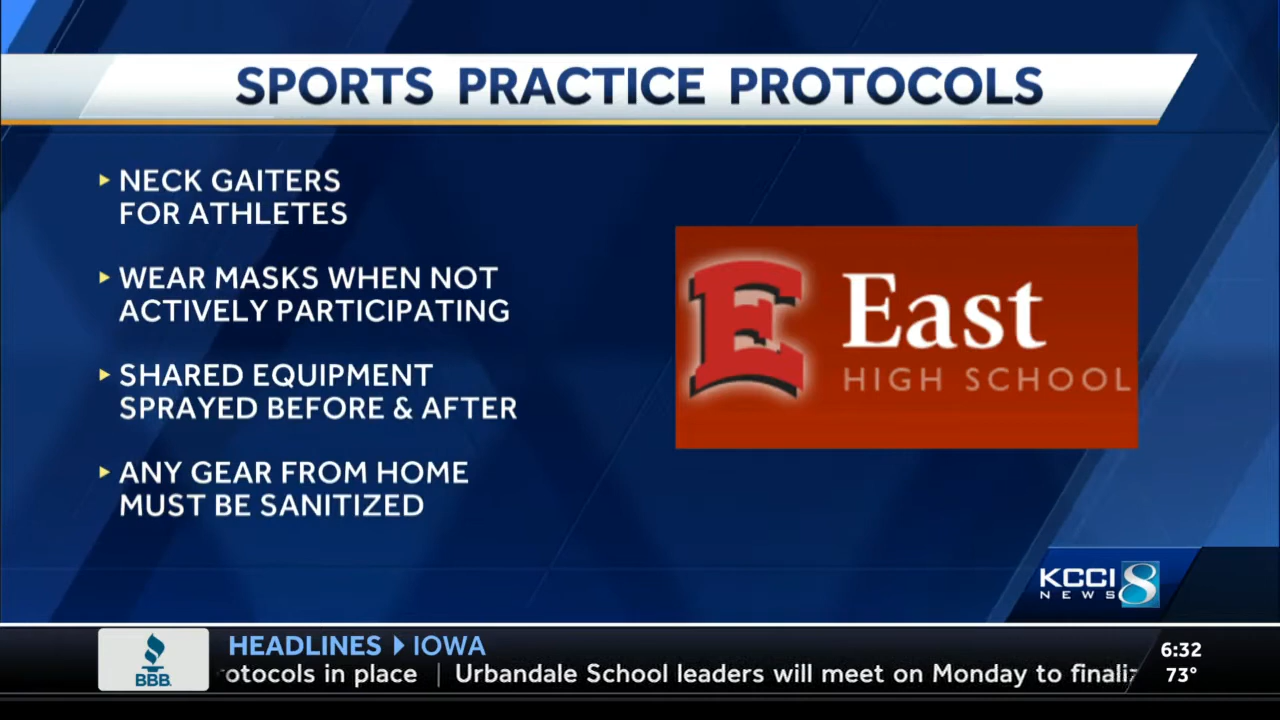 SPORTS PRACTICE PROTOCOLS
NECK GAITERS
FOR ATHLETES
WEAR MASKS WHEN NOT
ACTIVELY PARTICIPATING
SHARED EQUIPMENT
SPRAYED BEFORE & AFTER
ANY GEAR FROM HOME
MUST BE SANITIZED
E East
HIGH SCHOOL
KCCI 8
NEWS
HEADLINES IOWA
BBB.
in place | Urbandale School leaders will meet on Monday to
6:32
73°